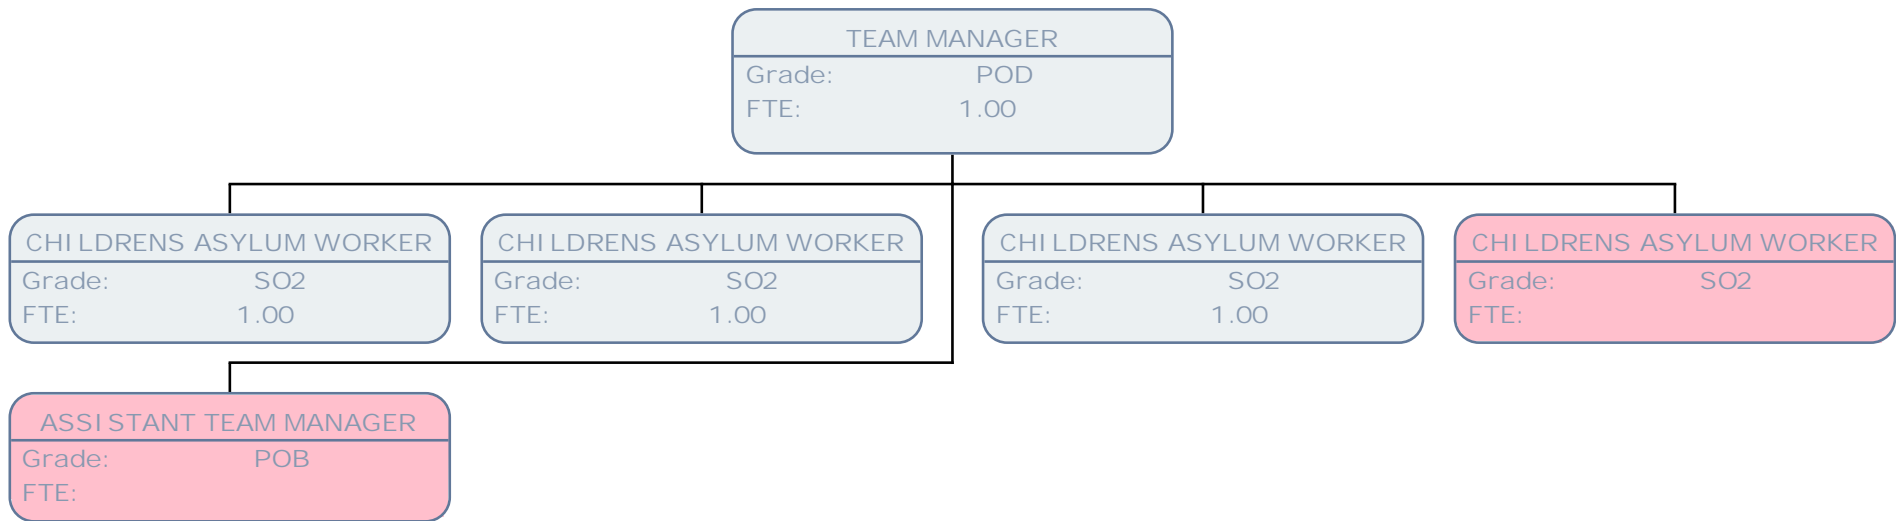 TEAM MANAGER
Grade: POD
FTE: 1.00
CHILDRENS ASYLUM WORKER
Grade: SO2
FTE: 1.00
CHILDRENS ASYLUM WORKER
Grade: SO2
FTE: 1.00
CHILDRENS ASYLUM WORKER
Grade: SO2
FTE: 1.00
CHILDRENS ASYLUM WORKER
Grade: SO2
FTE:
ASSISTANT TEAM MANAGER
Grade: POB
FTE: